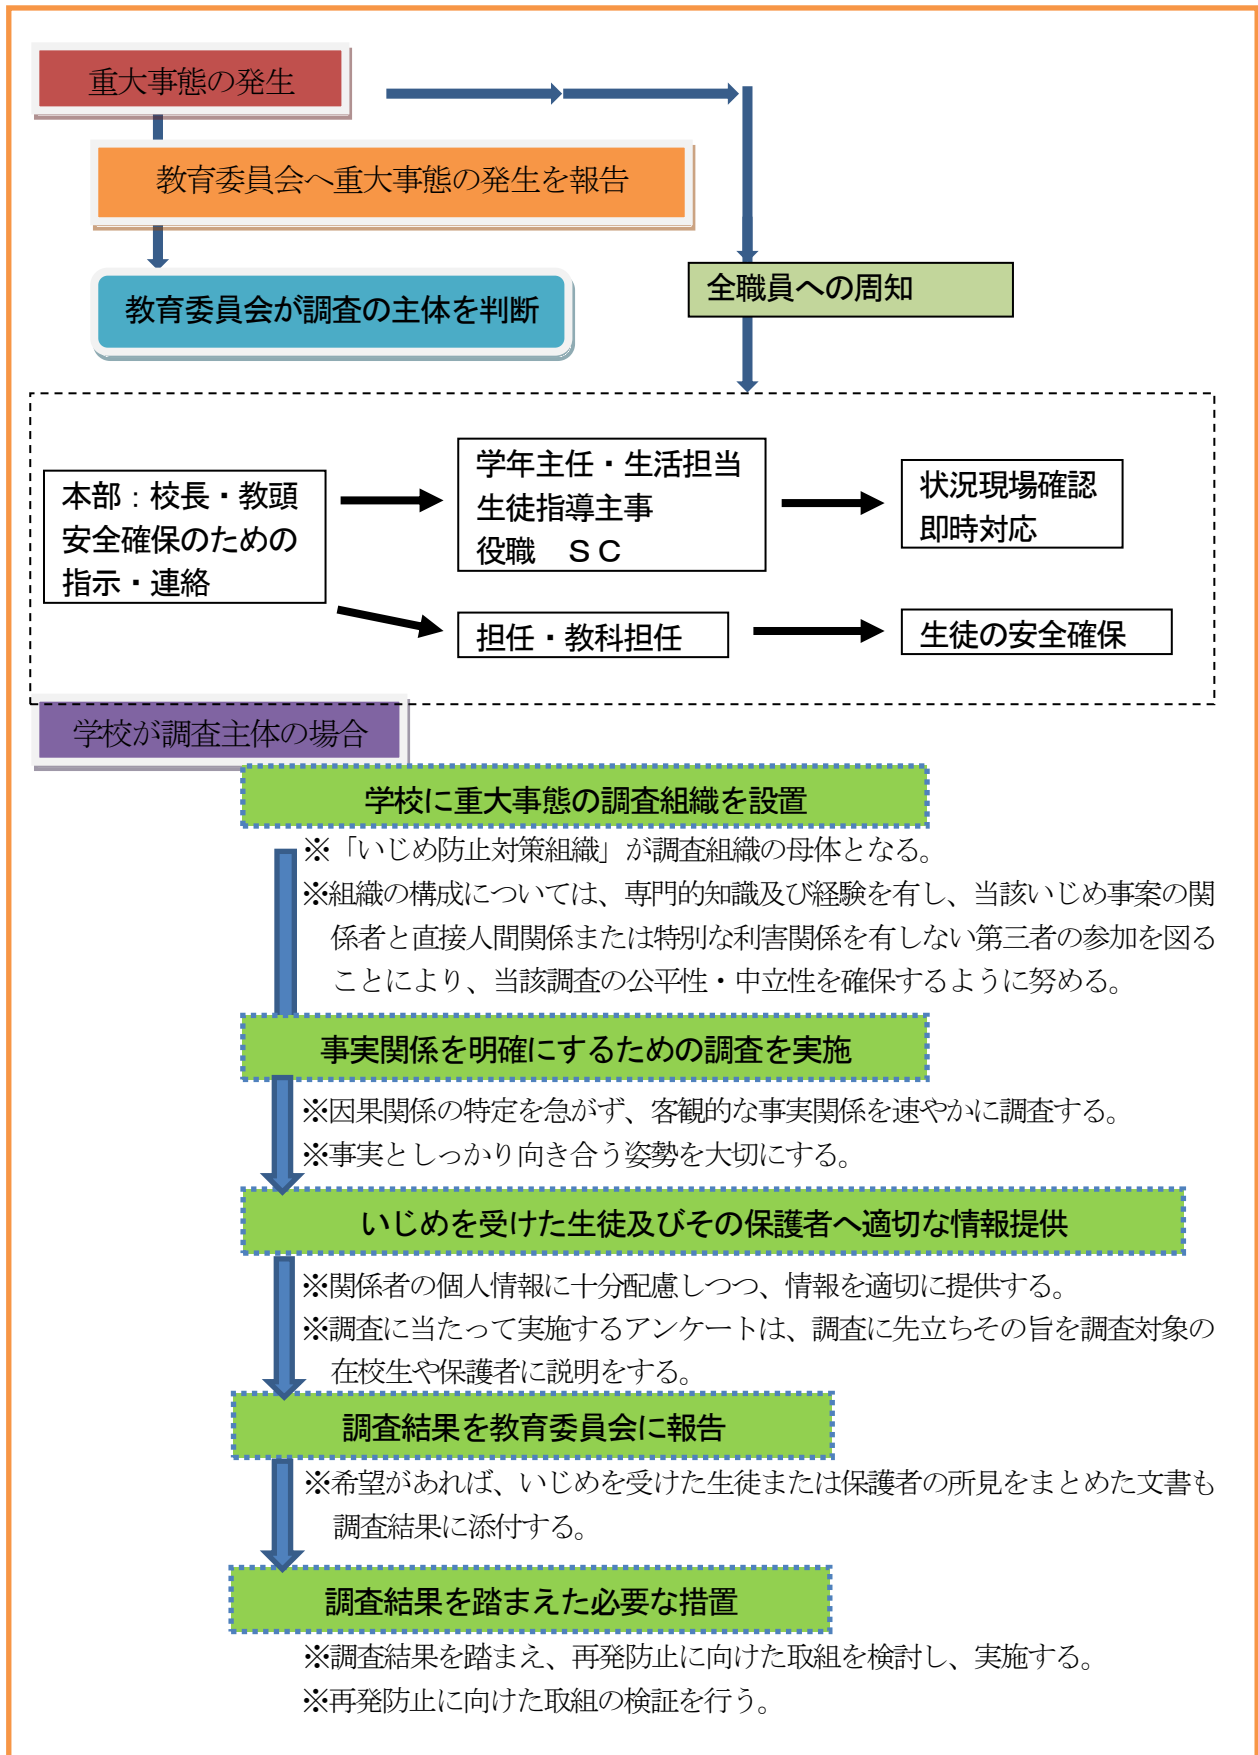 重大事態の発生
教育委員会へ重大事態の発生を報告
教育委員会が調査の主体を判断
全職員への周知
本部：校長・教頭
安全確保のための
指示・連絡
学年主任・生活担当
生徒指導主事
役職　ＳＣ
状況現場確認
即時対応
担任・教科担任
生徒の安全確保
学校が調査主体の場合
学校に重大事態の調査組織を設置
※「いじめ防止対策組織」が調査組織の母体となる。
※組織の構成については、専門的知識及び経験を有し、当該いじめ事案の関
係者と直接人間関係または特別な利害関係を有しない第三者の参加を図る
ことにより、当該調査の公平性・中立性を確保するように努める。
事実関係を明確にするための調査を実施
※因果関係の特定を急がず、客観的な事実関係を速やかに調査する。
※事実としっかり向き合う姿勢を大切にする。
いじめを受けた生徒及びその保護者へ適切な情報提供
※関係者の個人情報に十分配慮しつつ、情報を適切に提供する。
※調査に当たって実施するアンケートは、調査に先立ちその旨を調査対象の
在校生や保護者に説明をする。
調査結果を教育委員会に報告
※希望があれば、いじめを受けた生徒または保護者の所見をまとめた文書も
調査結果に添付する。
調査結果を踏まえた必要な措置
※調査結果を踏まえ、再発防止に向けた取組を検討し、実施する。
※再発防止に向けた取組の検証を行う。